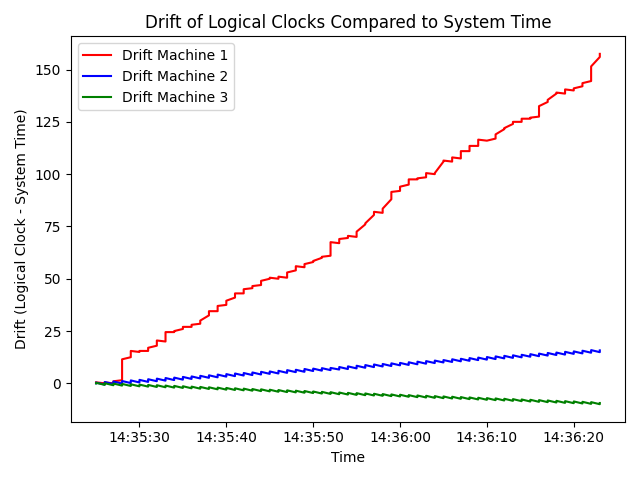 Drift of Logical Clocks Compared to System Time
Drift Machine 1
Drift Machine 2
Drift Machine 3
Drift (Logical Clock - System Time)
150
125
100
75
50
25
0
14:35:30 14:35:40 14:35:50 14:36:00 14:36:10 14:36:20
Time